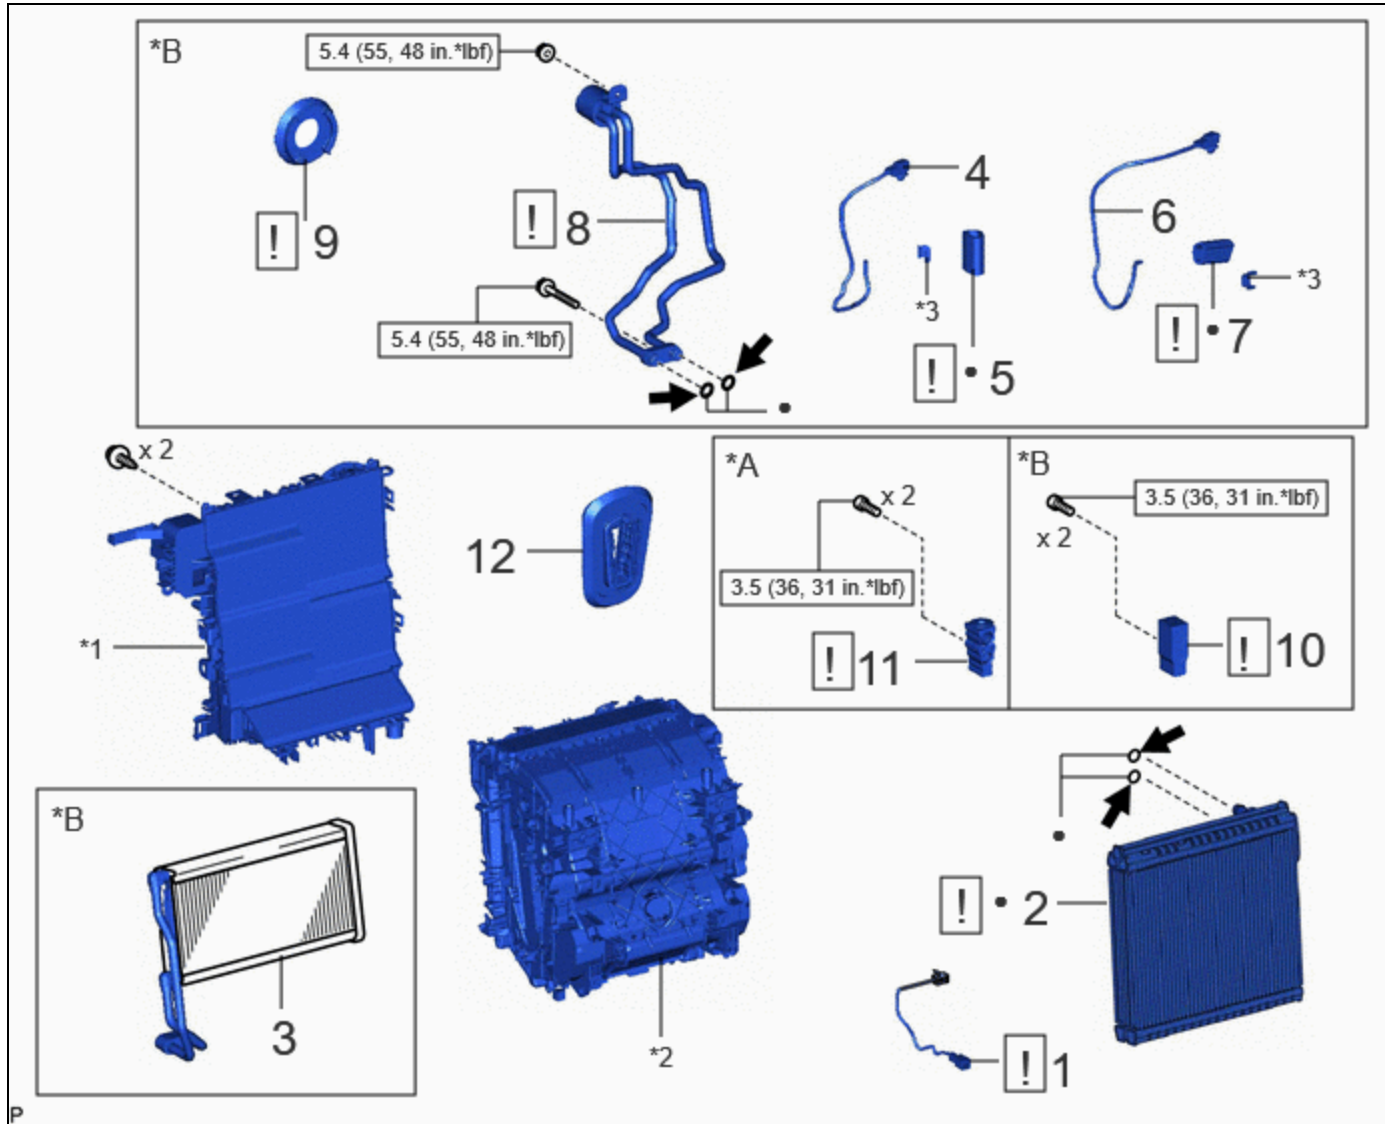 *B
5.4 (55, 48 in.*lbf)
4
6
! 9
! 8
*3
*3
5.4 (55, 48 in.*lbf)
! • 7
! • 5
•
x 2
*A
*B
x 2
3.5 (36, 31 in.*lbf)
x 2
12
3.5 (36, 31 in.*lbf)
*1
! 11
! 10
*B
•
! • 2
3
*2
! 1
P